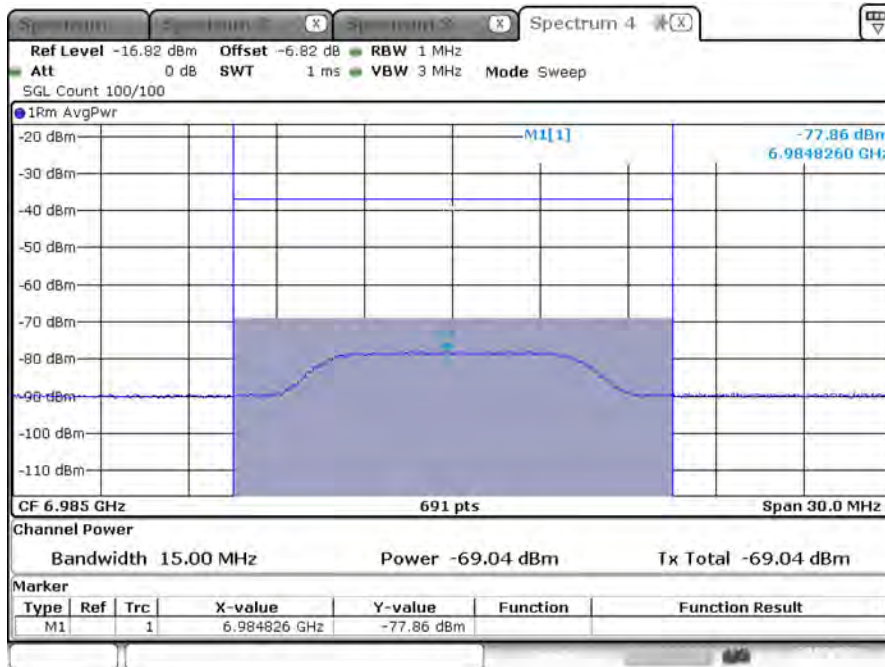 Spectrum Spectrum 2 X Spectrum 3 X Spectrum 4 X
Ref Level -16.82 dBm Offset -6.82 dB RBW 1 MHz
Att 0 dB SWT 1 ms VBW 3 MHz Mode Sweep
SGL Count 100/100
1Rm AvgPwr
-20 dBm M1[1] -77.86 dBm
6.9848260 GHz
-30 dBm
-40 dBm
-50 dBm
-60 dBm
-70 dBm
-80 dBm
-90 dBm
-100 dBm
-110 dBm
CF 6.985 GHz 691 pts Span 30.0 MHz
Channel Power
Bandwidth 15.00 MHz Power -69.04 dBm Tx Total -69.04 dBm
Marker
Type Ref Trc X-value Y-value Function Function Result
M1 1 6.984826 GHz -77.86 dBm